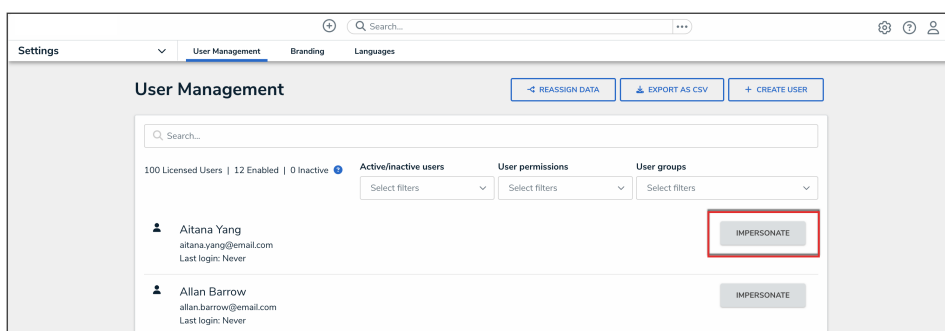 Search...
Settings
User Management Branding Languages
User Management
REASSIGN DATA EXPORT AS CSV + CREATE USER
Search...
100 Licensed Users | 12 Enabled | 0 Inactive ?
Active/inactive users User permissions User groups
Select filters Select filters Select filters
Aitana Yang
aitana.yang@email.com
Last login: Never
IMPERSONATE
Allan Barrow
allan.barrow@email.com
Last login: Never
IMPERSONATE